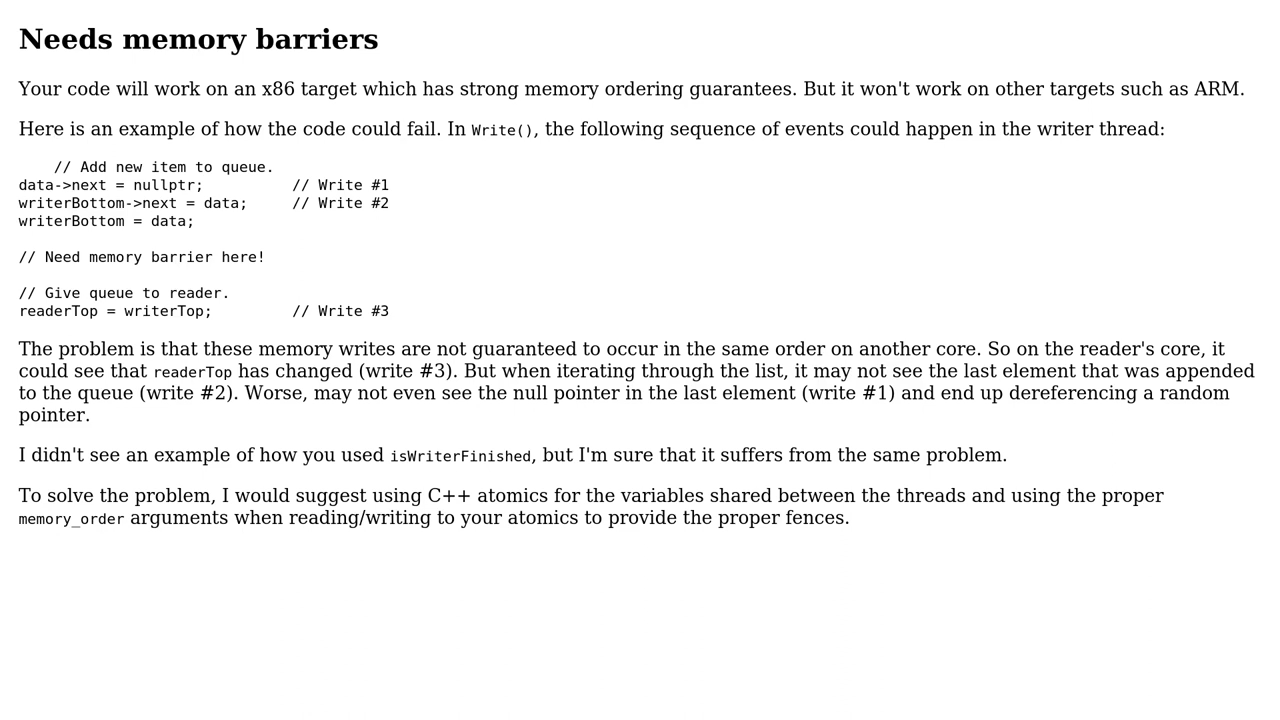 Needs memory barriers
Your code will work on an x86 target which has strong memory ordering guarantees. But it won't work on other targets such as ARM.
Here is an example of how the code could fail. In Write(), the following sequence of events could happen in the writer thread:
    // Add new item to queue.
data->next = nullptr;          // Write #1
writerBottom->next = data;     // Write #2
writerBottom = data;
// Need memory barrier here!
// Give queue to reader.
readerTop = writerTop;         // Write #3
The problem is that these memory writes are not guaranteed to occur in the same order on another core. So on the reader's core, it
could see that readerTop has changed (write #3). But when iterating through the list, it may not see the last element that was appended
to the queue (write #2). Worse, may not even see the null pointer in the last element (write #1) and end up dereferencing a random
pointer.
I didn't see an example of how you used isWriterFinished, but I'm sure that it suffers from the same problem.
To solve the problem, I would suggest using C++ atomics for the variables shared between the threads and using the proper
memory_order arguments when reading/writing to your atomics to provide the proper fences.